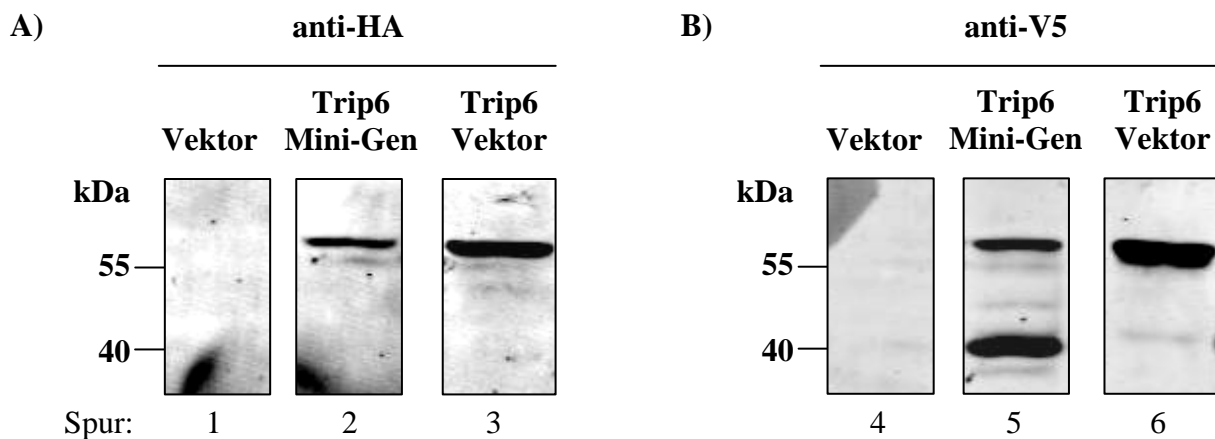 A)
anti-HA
Vektor
Trip6
Mini-Gen
Trip6
Vektor
kDa
55
40
Spur:
1
2
3
B)
anti-V5
Vektor
Trip6
Mini-Gen
Trip6
Vektor
kDa
55
40
4
5
6